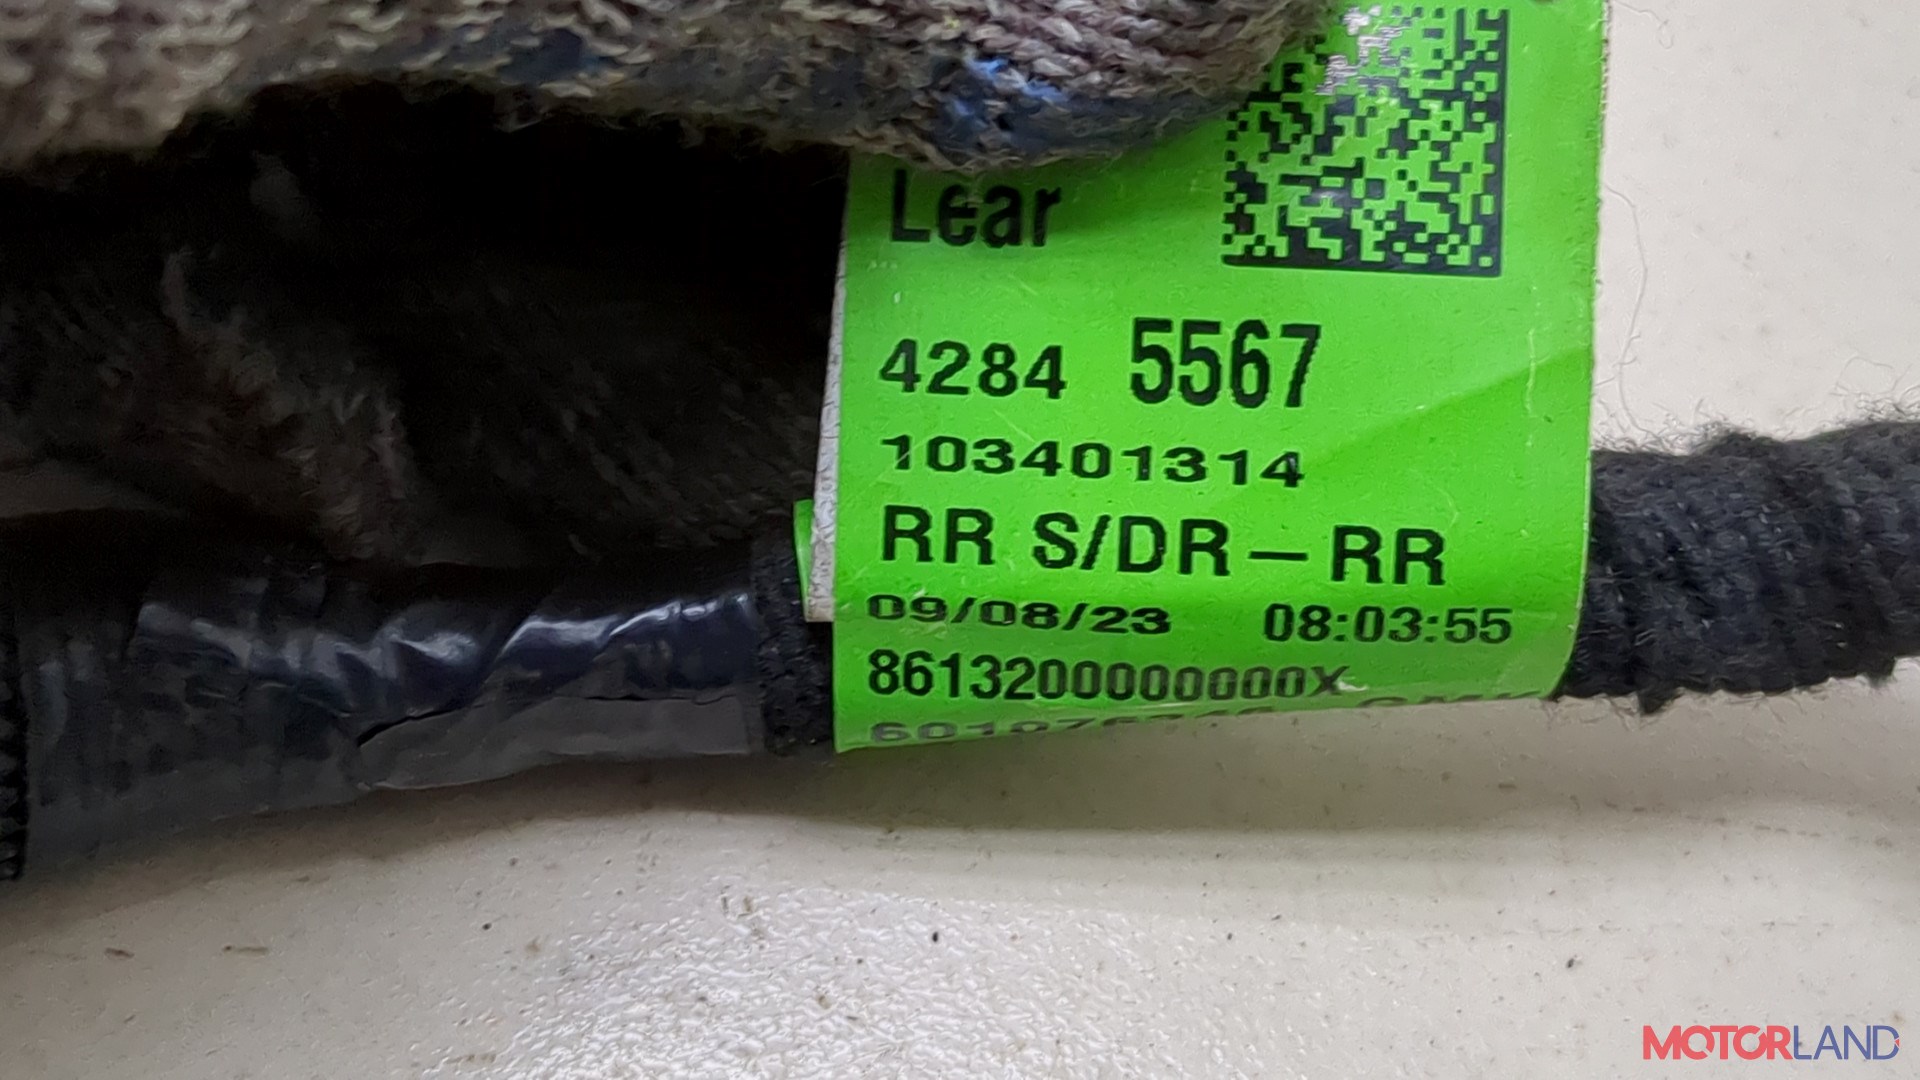 Lear
4284 5567
103401314
RR S/DR-RR
09/08/23 08:03:55
8613200000000X
MOTORLAND